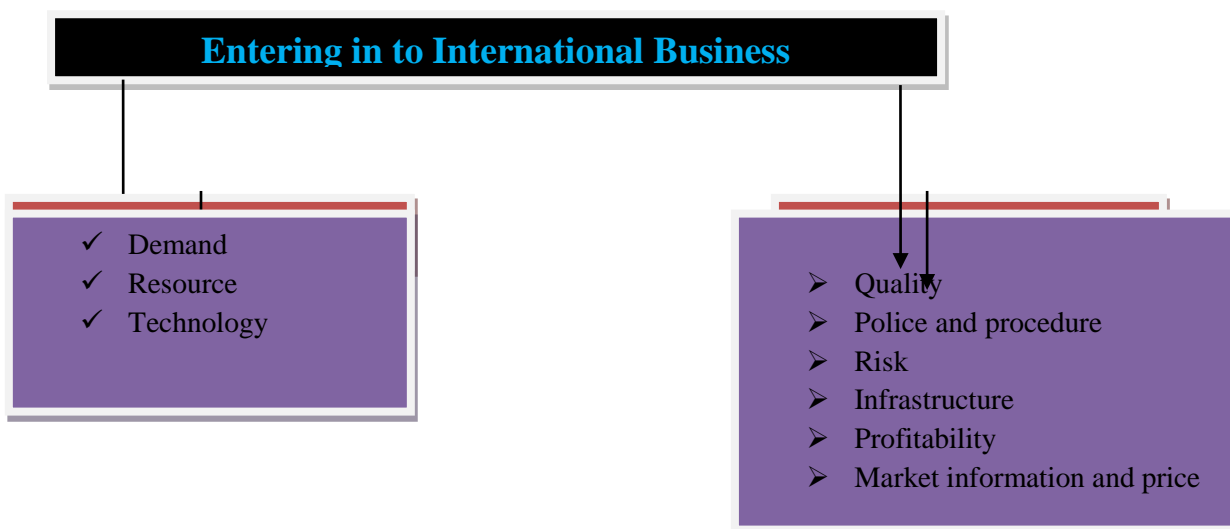 Entering in to International Business
✓ Demand
✓ Resource
✓ Technology
➢ Quality
➢ Police and procedure
➢ Risk
➢ Infrastructure
➢ Profitability
➢ Market information and price